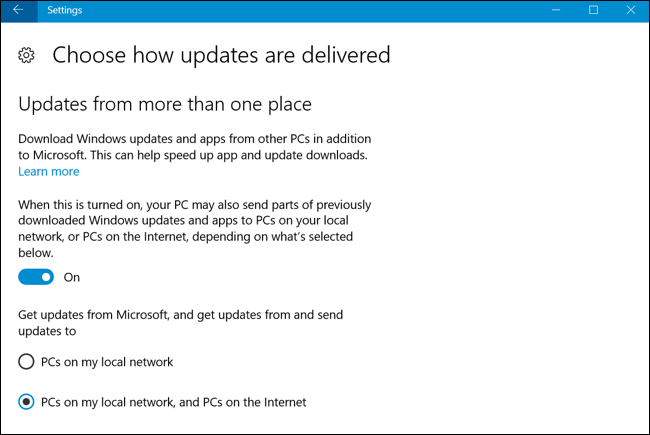 Settings
Choose how updates are delivered
Updates from more than one place
Download Windows updates and apps from other PCs in addition
to Microsoft. This can help speed up app and update downloads.
Learn more
When this is turned on, your PC may also send parts of previously
downloaded Windows updates and apps to PCs on your local
network, or PCs on the Internet, depending on what's selected
below.
On
Get updates from Microsoft, and get updates from and send
updates to
PCs on my local network
PCs on my local network, and PCs on the Internet